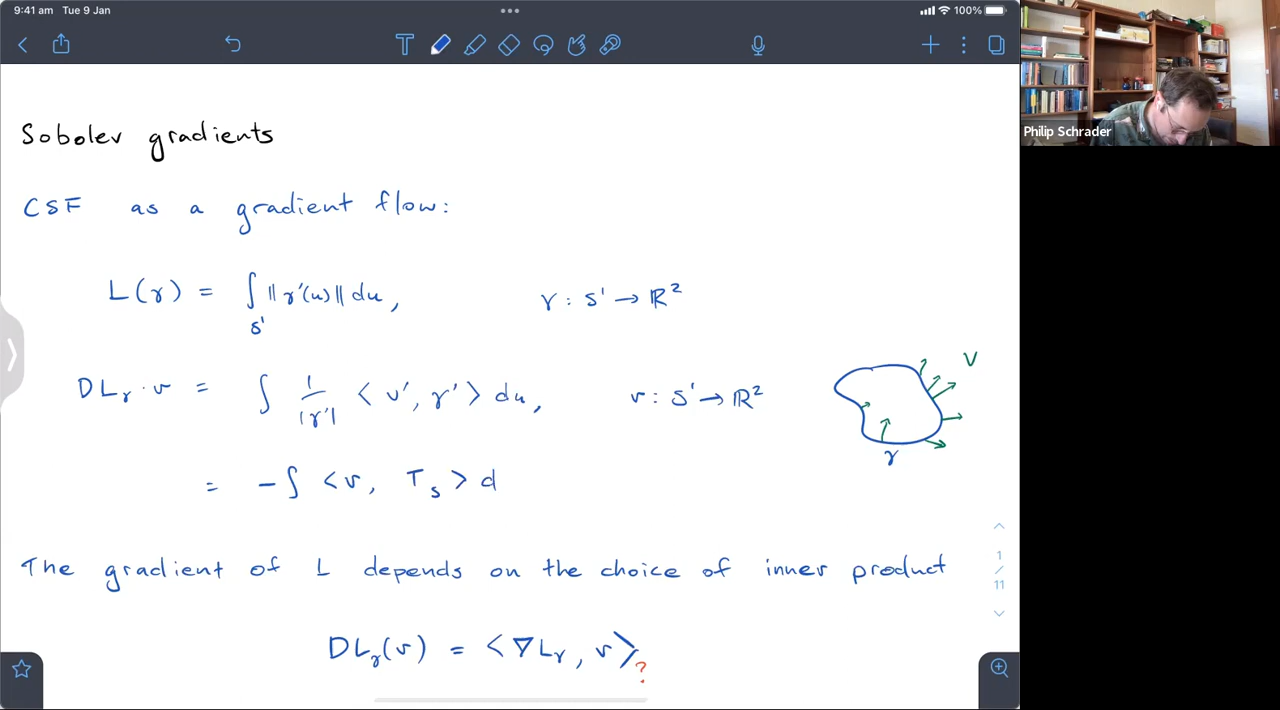 9:41 am Tue 9 Jan
100%
Philip Schrader
Sobolev gradients
CSF as a gradient flow:
L(γ) = ∫_{S¹} ‖γ'(u)‖ du, γ : S¹ → ℝ²
DL_γ · v = ∫ 1/|γ'| < v', γ' > du, v : S¹ → ℝ²
V
γ
= - ∫ < v, T_s > d
The gradient of L depends on the choice of inner product
DL_γ(v) = < ∇L_γ, v >_?
1
/
11